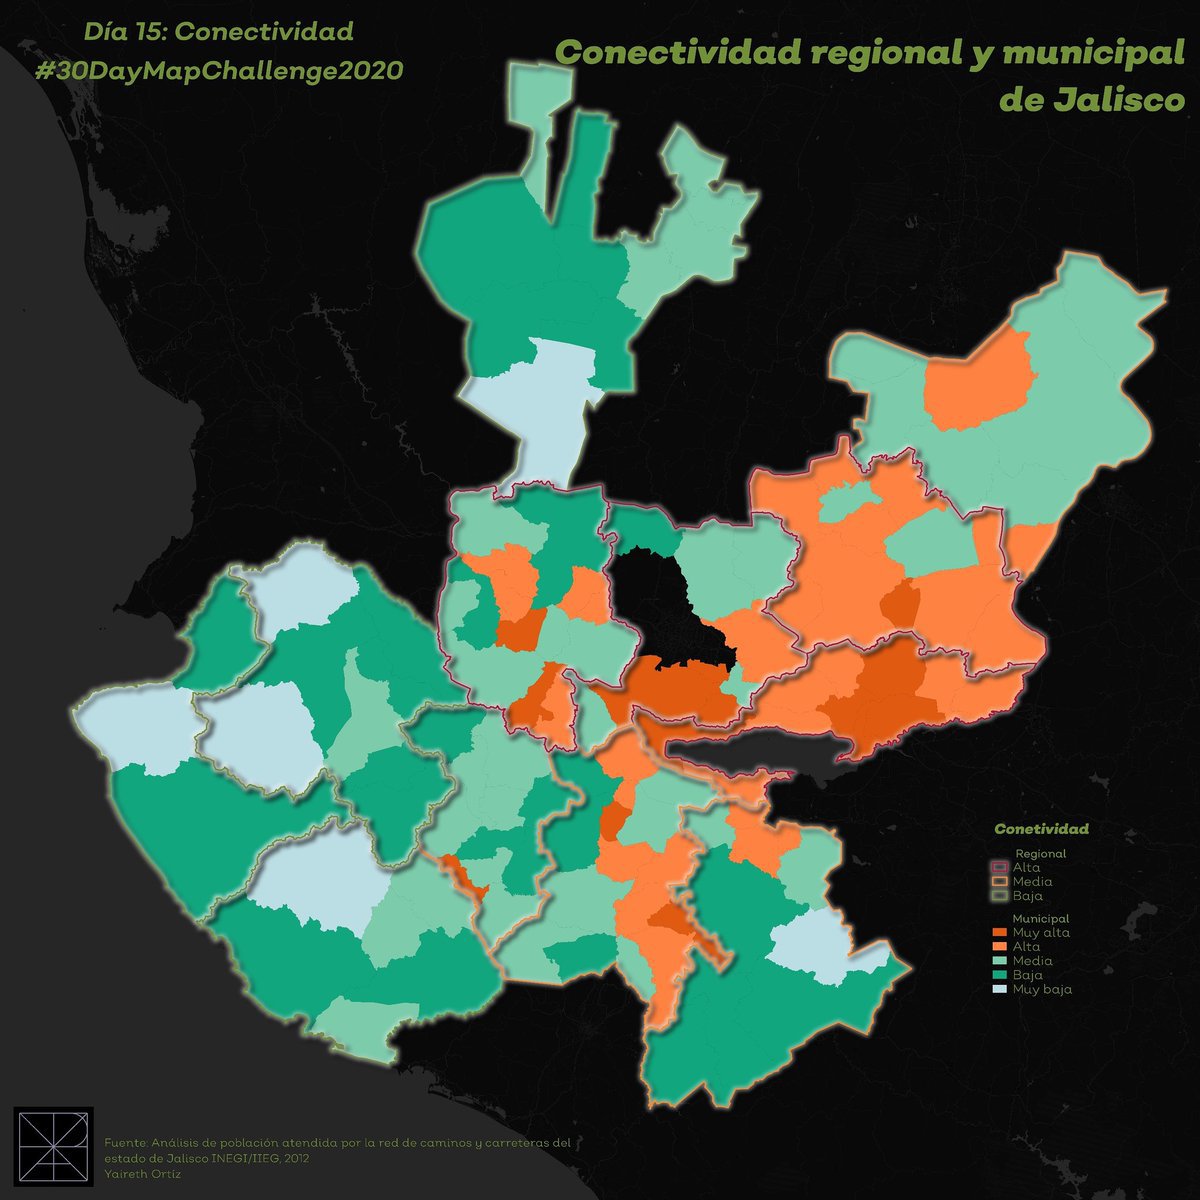 Día 15: Conectividad
#30DayMapChallenge2020
Conectividad regional y municipal
de Jalisco
Conetividad
Regional
Alta
Media
Baja
Municipal
Muy alta
Alta
Media
Baja
Muy baja
Fuente: Análisis de población atendida por la red de caminos y carreteras del
estado de Jalisco INEGI/IIEG, 2012
Yaireth Ortíz